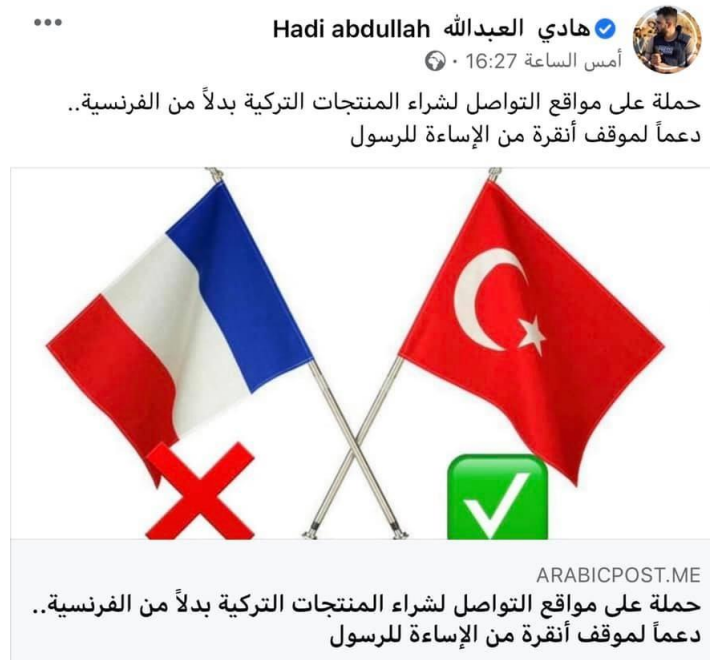 هادي العبدالله Hadi abdullah
أمس الساعة 16:27 ·
حملة على مواقع التواصل لشراء المنتجات التركية بدلاً من الفرنسية..
دعماً لموقف أنقرة من الإساءة للرسول
ARABICPOST.ME
حملة على مواقع التواصل لشراء المنتجات التركية بدلاً من الفرنسية..
دعماً لموقف أنقرة من الإساءة للرسول